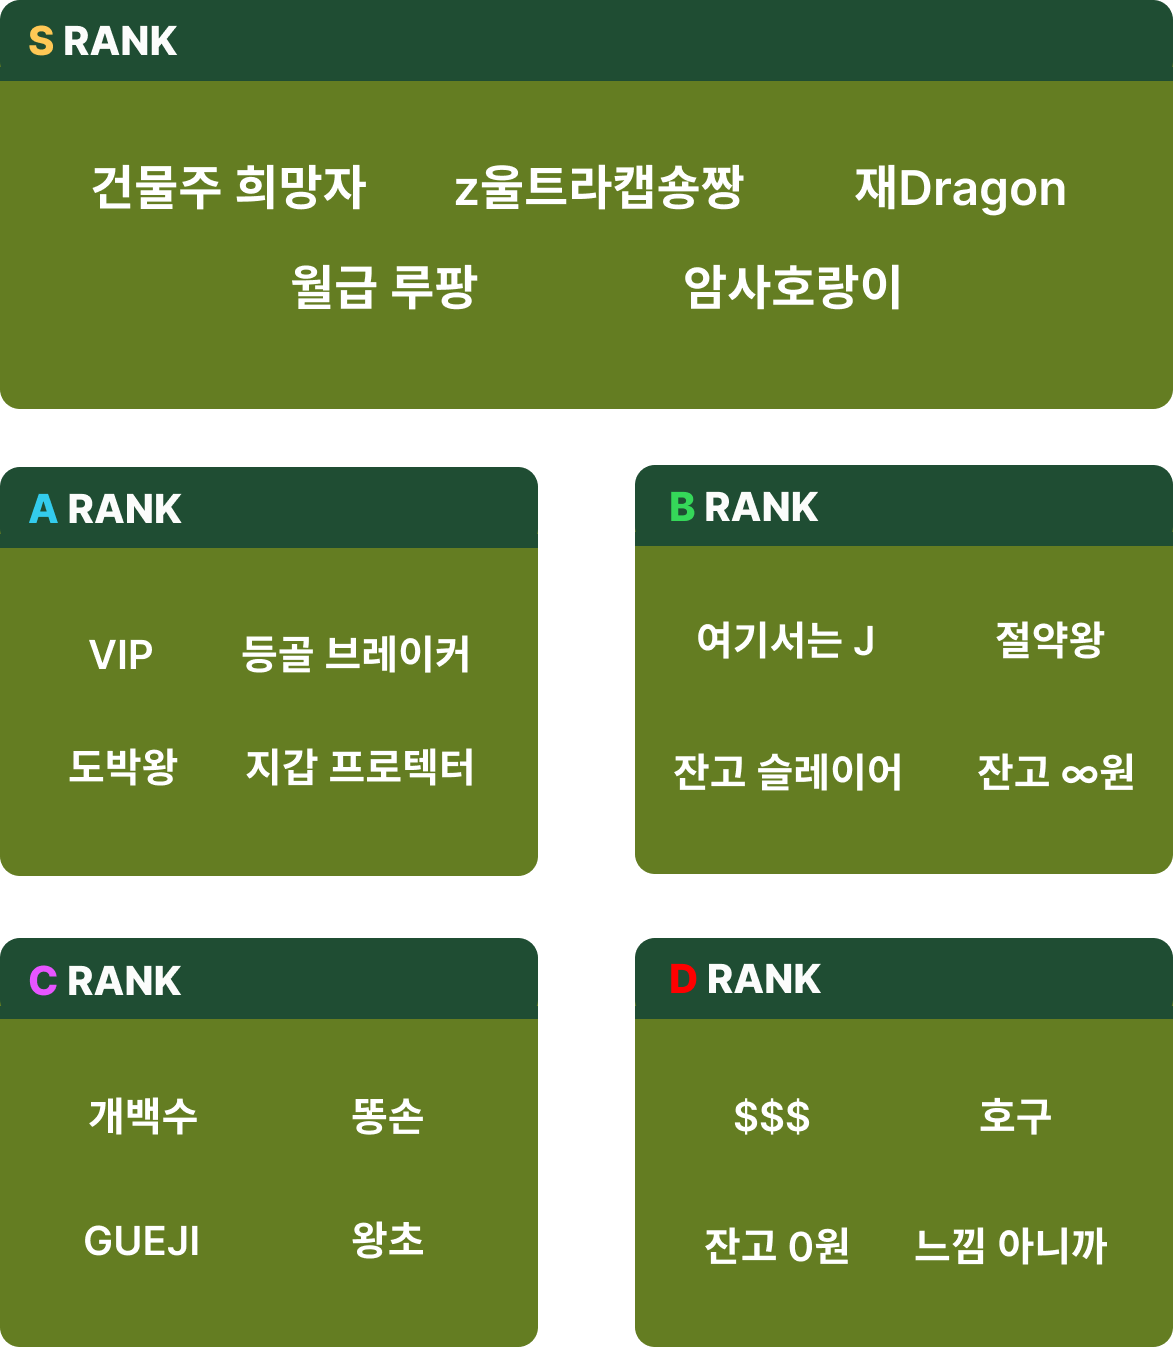 S RANK
건물주 희망자 z울트라캡숑짱 재Dragon
월급 루팡 암사호랑이
A RANK
VIP 등골 브레이커
도박왕 지갑 프로텍터
B RANK
여기서는 J 절약왕
잔고 슬레이어 잔고 ∞원
C RANK
개백수 똥손
GUEJI 왕초
D RANK
$$$ 호구
잔고 0원 느낌 아니까